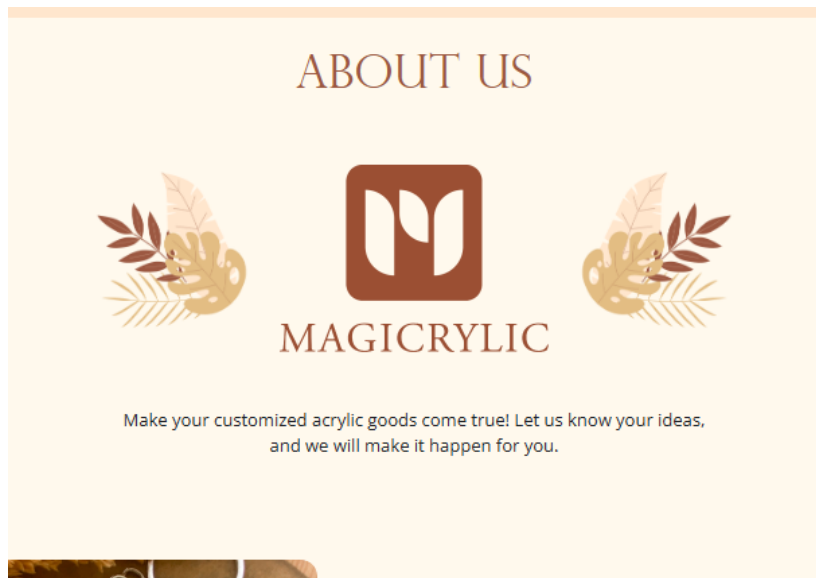 ABOUT US
MAGICRYLIC
Make your customized acrylic goods come true! Let us know your ideas,
and we will make it happen for you.